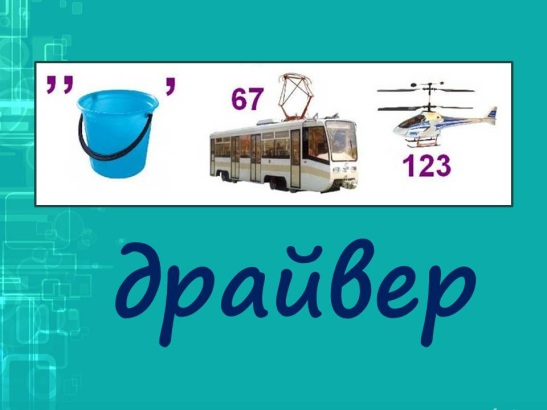 ,, ,
67
123
драйвер